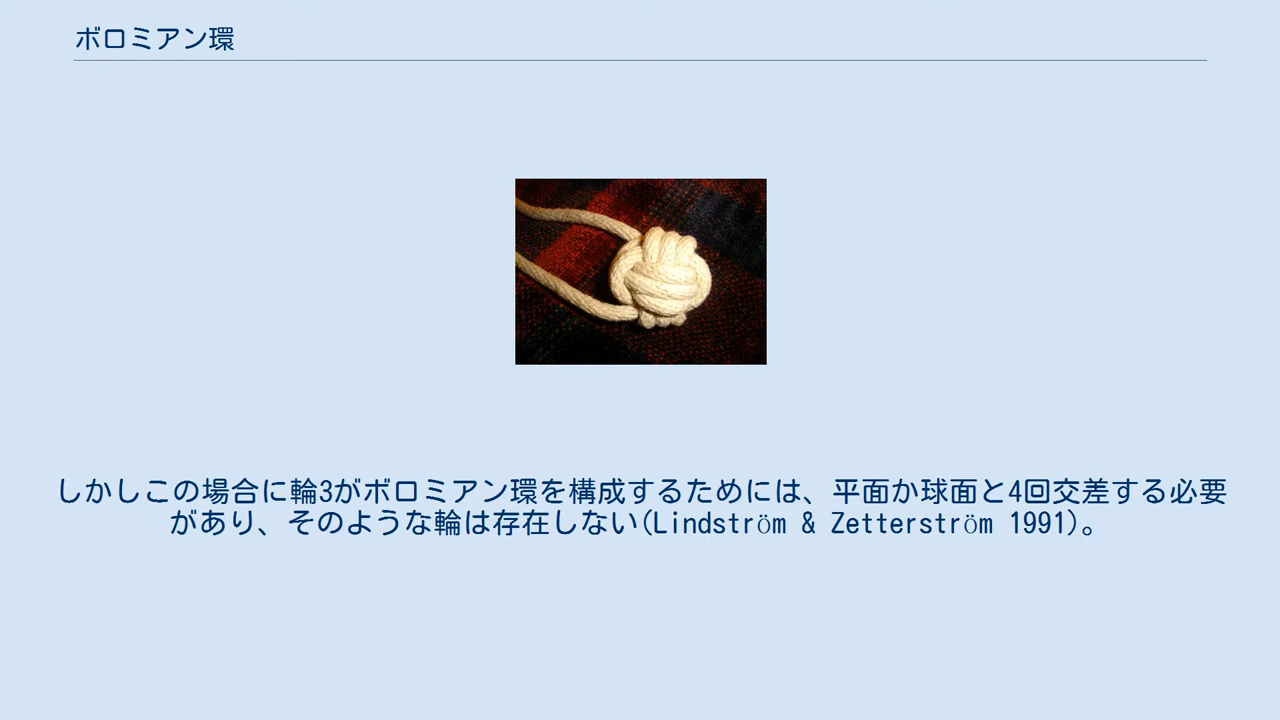 ボロミアン環
しかしこの場合に輪3がボロミアン環を構成するためには、平面か球面と4回交差する必要
があり、そのような輪は存在しない(Lindström & Zetterström 1991)。